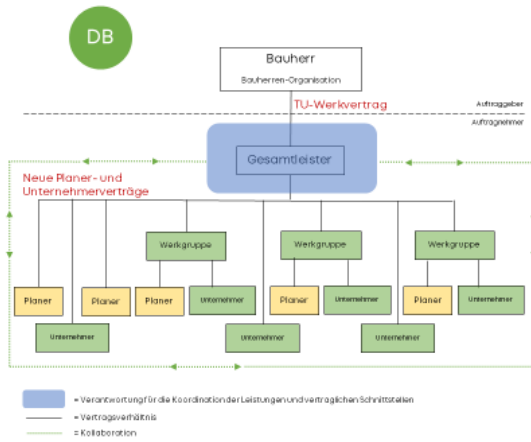 DB
Bauherr
Bauherren-Organisation
TU-Werkvertrag
Auftraggeber
Auftragnehmer
Gesamtleister
Neue Planer- und
Unternehmerverträge
Werkgruppe
Werkgruppe
Werkgruppe
Planer
Planer
Planer
Unternehmer
Planer
Unternehmer
Planer
Unternehmer
Unternehmer
Unternehmer
Unternehmer
= Verantwortung für die Koordination der Leistungen und vertraglichen Schnittstellen
= Vertragsverhältnis
= Kollaboration